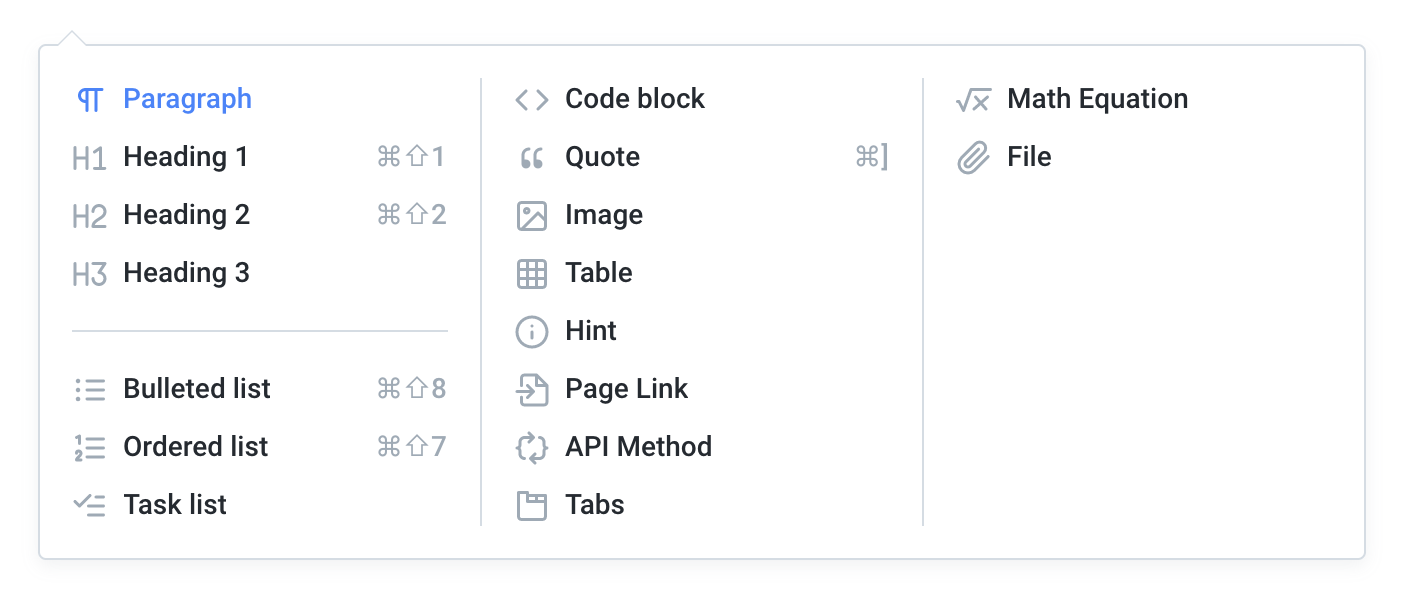 Paragraph
H1 Heading 1 ⌘⇧1
H2 Heading 2 ⌘⇧2
H3 Heading 3
Bulleted list ⌘⇧8
Ordered list ⌘⇧7
Task list
Code block
Quote ⌘]
Image
Table
Hint
Page Link
API Method
Tabs
Math Equation
File